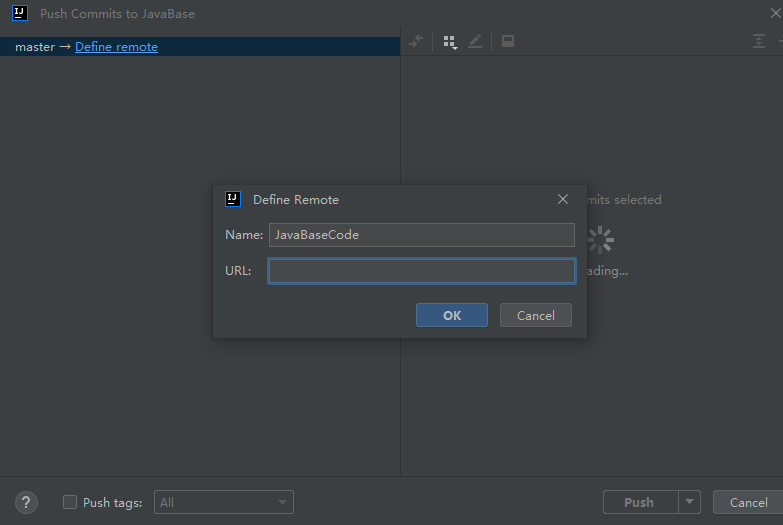 Push Commits to JavaBase
master → Define remote
Define Remote
mits selected
Name: JavaBaseCode
URL:
ading...
OK Cancel
? Push tags: All Push Cancel